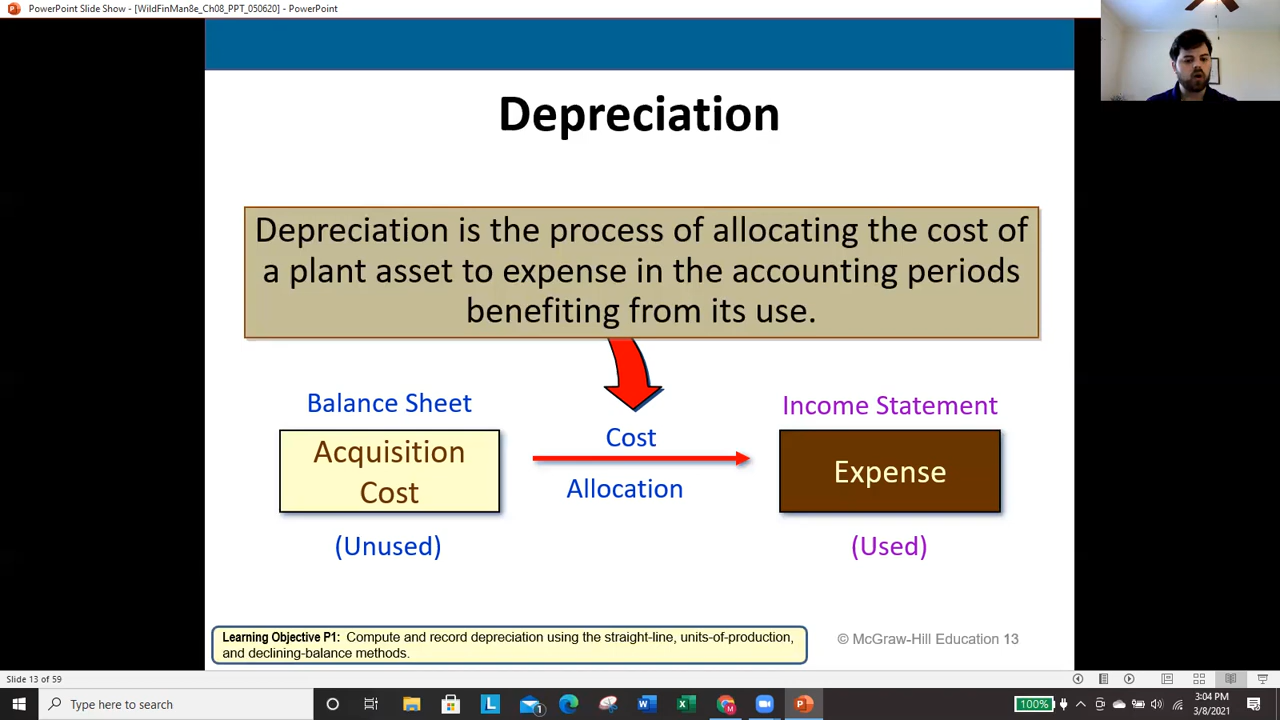 PowerPoint Slide Show - [WildFinMan8e_Ch08_PPT_050620] - PowerPoint
Depreciation
Depreciation is the process of allocating the cost of
a plant asset to expense in the accounting periods
benefiting from its use.
Balance Sheet
Acquisition
Cost
(Unused)
Cost
Allocation
Income Statement
Expense
(Used)
Learning Objective P1: Compute and record depreciation using the straight-line, units-of-production,
and declining-balance methods.
© McGraw-Hill Education 13
Slide 13 of 59
Type here to search
L
1
W
X
M
P
100%
3:04 PM
3/8/2021